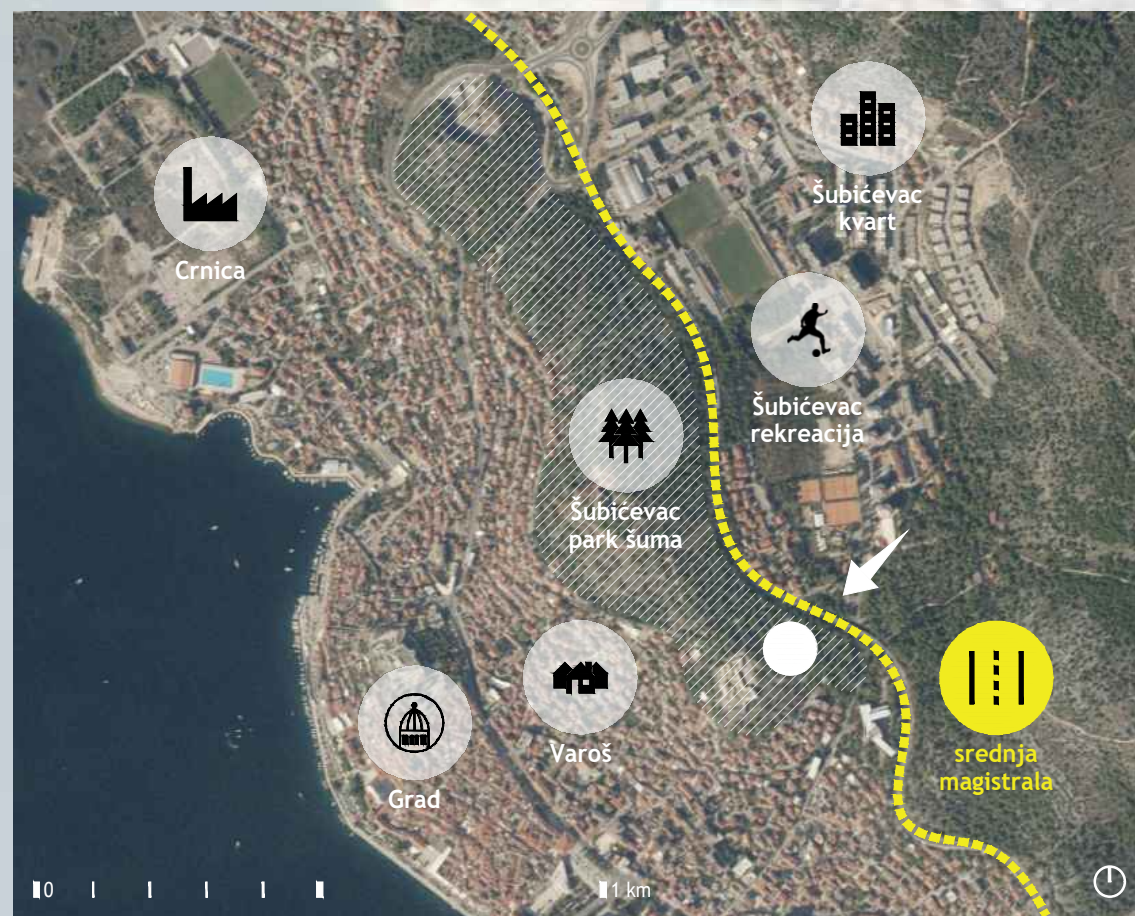 Šubićevac
kvart
Crnica
Šubićevac
rekreacija
Šubićevac
park šuma
Varoš
srednja
magistrala
Grad
0
1 km